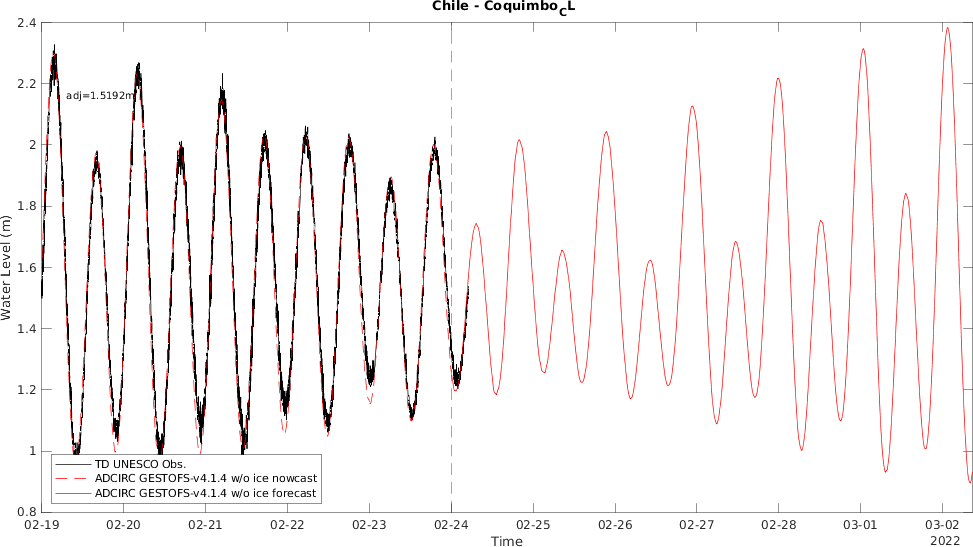 Chile - Coquimbo_CL
2.4
2.2
2
1.8
1.6
1.4
1.2
1
0.8
Water Level (m)
adj=1.5192m
TD UNESCO Obs.
ADCIRC GESTOFS-v4.1.4 w/o ice nowcast
ADCIRC GESTOFS-v4.1.4 w/o ice forecast
02-19 02-20 02-21 02-22 02-23 02-24 02-25 02-26 02-27 02-28 03-01 03-02
Time 2022